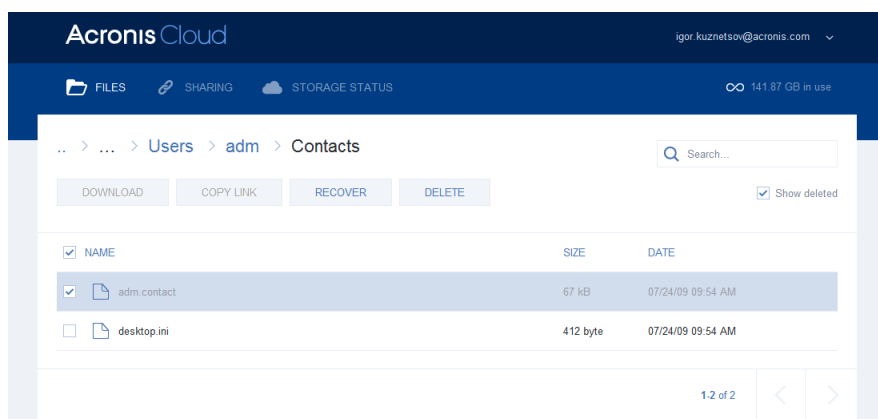 Acronis Cloud
igor.kuznetsov@acronis.com
FILES SHARING STORAGE STATUS 141.87 GB in use
.. > ... > Users > adm > Contacts
Search...
DOWNLOAD COPY LINK RECOVER DELETE
Show deleted
NAME SIZE DATE
adm.contact 67 kB 07/24/09 09:54 AM
desktop.ini 412 byte 07/24/09 09:54 AM
1-2 of 2